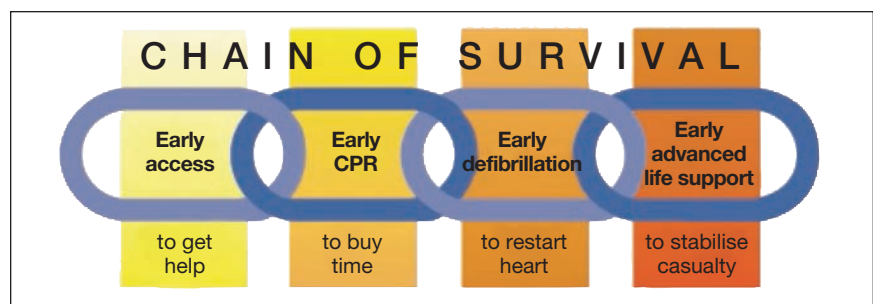 CHAIN OF SURVIVAL
Early
access
Early
CPR
Early
defibrillation
Early
advanced
life support
to get
help
to buy
time
to restart
heart
to stabilise
casualty